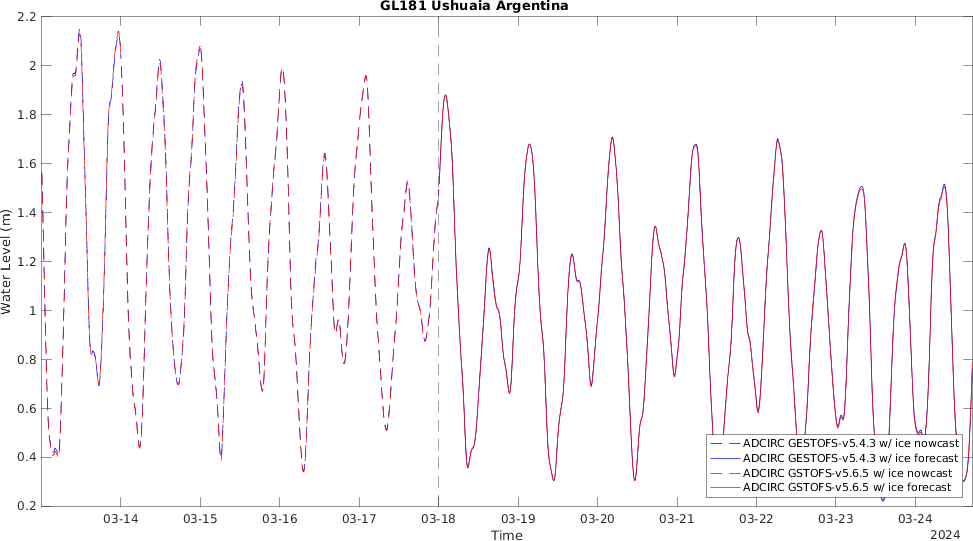 GL181 Ushuaia Argentina
2.2
2
1.8
1.6
1.4
1.2
1
0.8
0.6
0.4
0.2
Water Level (m)
ADCIRC GESTOFS-v5.4.3 w/ ice nowcast
ADCIRC GESTOFS-v5.4.3 w/ ice forecast
ADCIRC GSTOFS-v5.6.5 w/ ice nowcast
ADCIRC GSTOFS-v5.6.5 w/ ice forecast
03-14 03-15 03-16 03-17 03-18 03-19 03-20 03-21 03-22 03-23 03-24
Time
2024